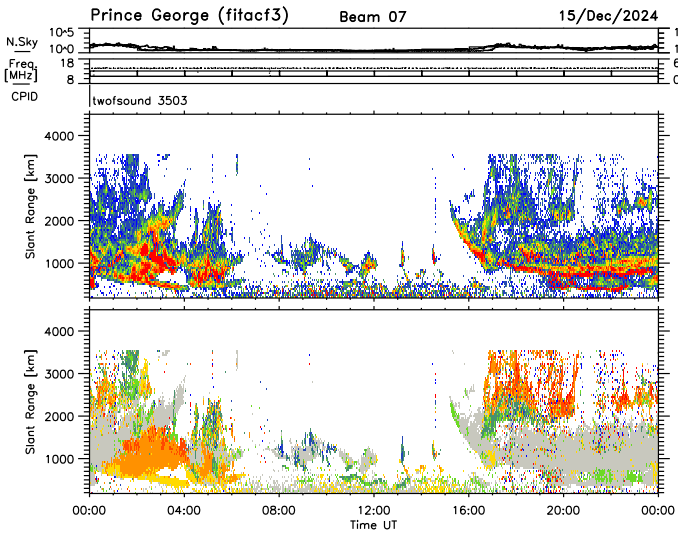 Prince George (fitacf3) Beam 07 15/Dec/2024
N.Sky 10^5 10^0
Freq. [MHz] 18 8
CPID twofsound 3503
Slant Range [km] 4000 3000 2000 1000
Slant Range [km] 4000 3000 2000 1000
00:00 04:00 08:00 12:00 16:00 20:00 00:00
Time UT